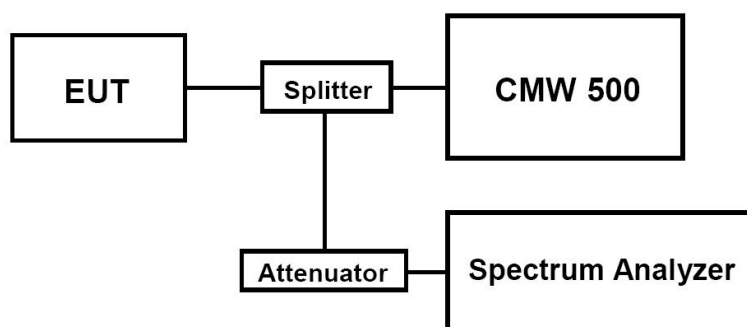 EUT
Splitter
CMW 500
Attenuator
Spectrum Analyzer